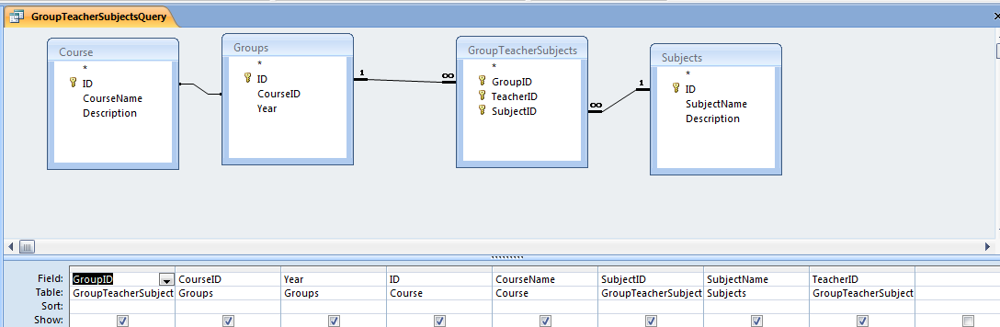 GroupTeacherSubjectsQuery
Course
*
ID
CourseName
Description
Groups
*
ID
CourseID
Year
1
∞
GroupTeacherSubjects
*
GroupID
TeacherID
SubjectID
∞
1
Subjects
*
ID
SubjectName
Description
Field: GroupID CourseID Year ID CourseName SubjectID SubjectName TeacherID
Table: GroupTeacherSubject Groups Groups Course Course GroupTeacherSubject Subjects GroupTeacherSubject
Sort:
Show: